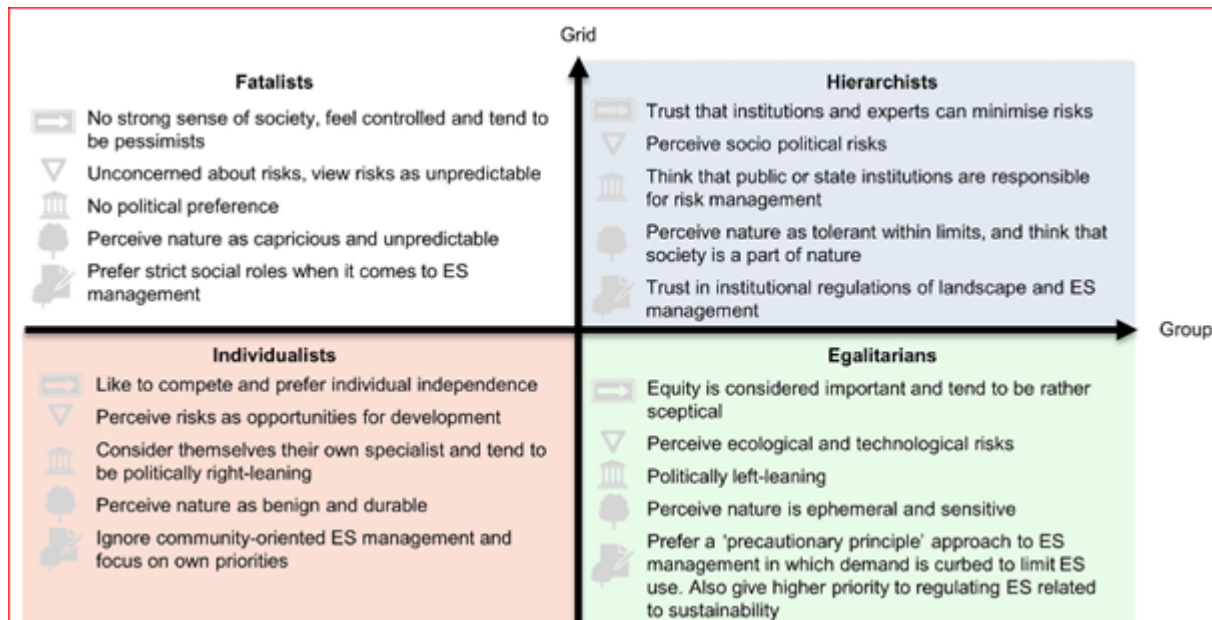 Grid
Fatalists
No strong sense of society, feel controlled and tend to
be pessimists
Unconcerned about risks, view risks as unpredictable
No political preference
Perceive nature as capricious and unpredictable
Prefer strict social roles when it comes to ES
management
Hierarchists
Trust that institutions and experts can minimise risks
Perceive socio political risks
Think that public or state institutions are responsible
for risk management
Perceive nature as tolerant within limits, and think that
society is a part of nature
Trust in institutional regulations of landscape and ES
management
Group
Individualists
Like to compete and prefer individual independence
Perceive risks as opportunities for development
Consider themselves their own specialist and tend to
be politically right-leaning
Perceive nature as benign and durable
Ignore community-oriented ES management and
focus on own priorities
Egalitarians
Equity is considered important and tend to be rather
sceptical
Perceive ecological and technological risks
Politically left-leaning
Perceive nature is ephemeral and sensitive
Prefer a ‘precautionary principle’ approach to ES
management in which demand is curbed to limit ES
use. Also give higher priority to regulating ES related
to sustainability